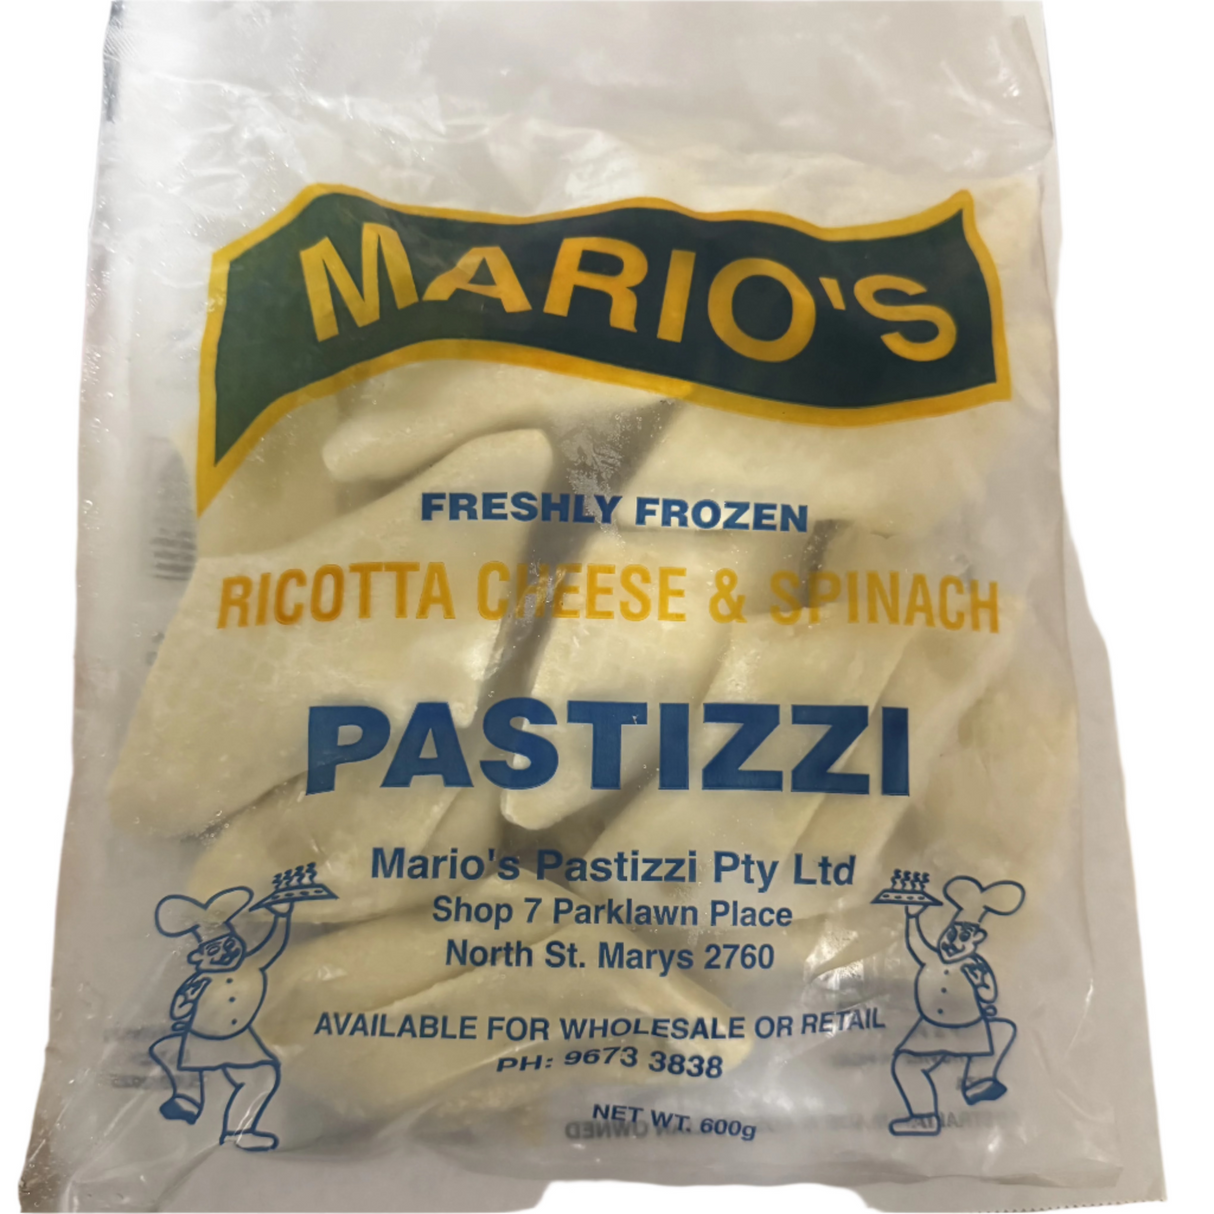 MARIO'S
FRESHLY FROZEN
RICOTTA CHEESE & SPINACH
PASTIZZI
Mario's Pastizzi Pty Ltd
Shop 7 Parklawn Place
North St. Marys 2760
AVAILABLE FOR WHOLESALE OR RETAIL
PH: 9673 3838
NET WT. 600g